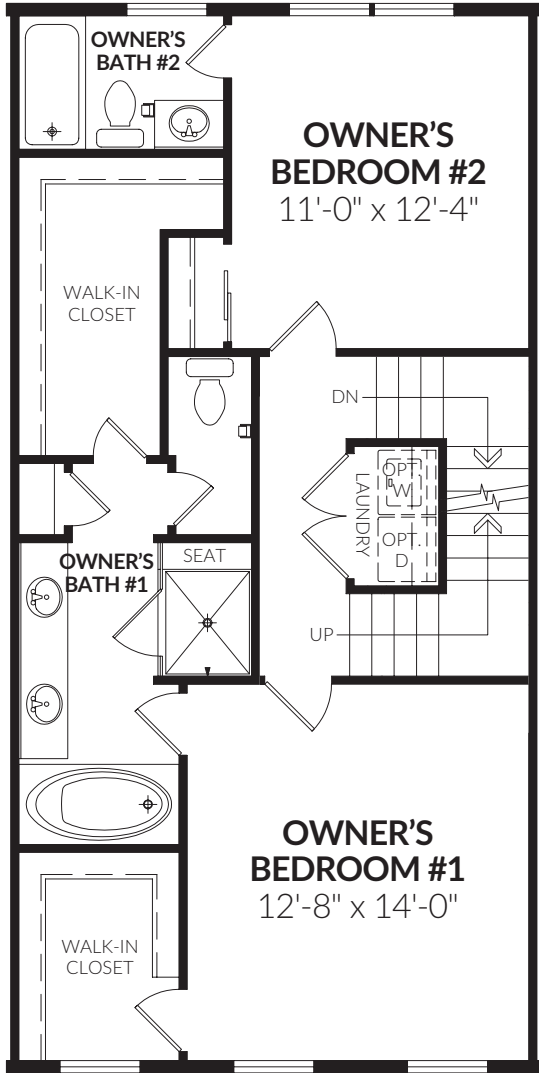 OWNER'S
BATH #2
OWNER'S
BEDROOM #2
11'-0" x 12'-4"
WALK-IN
CLOSET
DN
OPT.
W
LAUNDRY
OPT.
D
OWNER'S
BATH #1
SEAT
UP
OWNER'S
BEDROOM #1
12'-8" x 14'-0"
WALK-IN
CLOSET